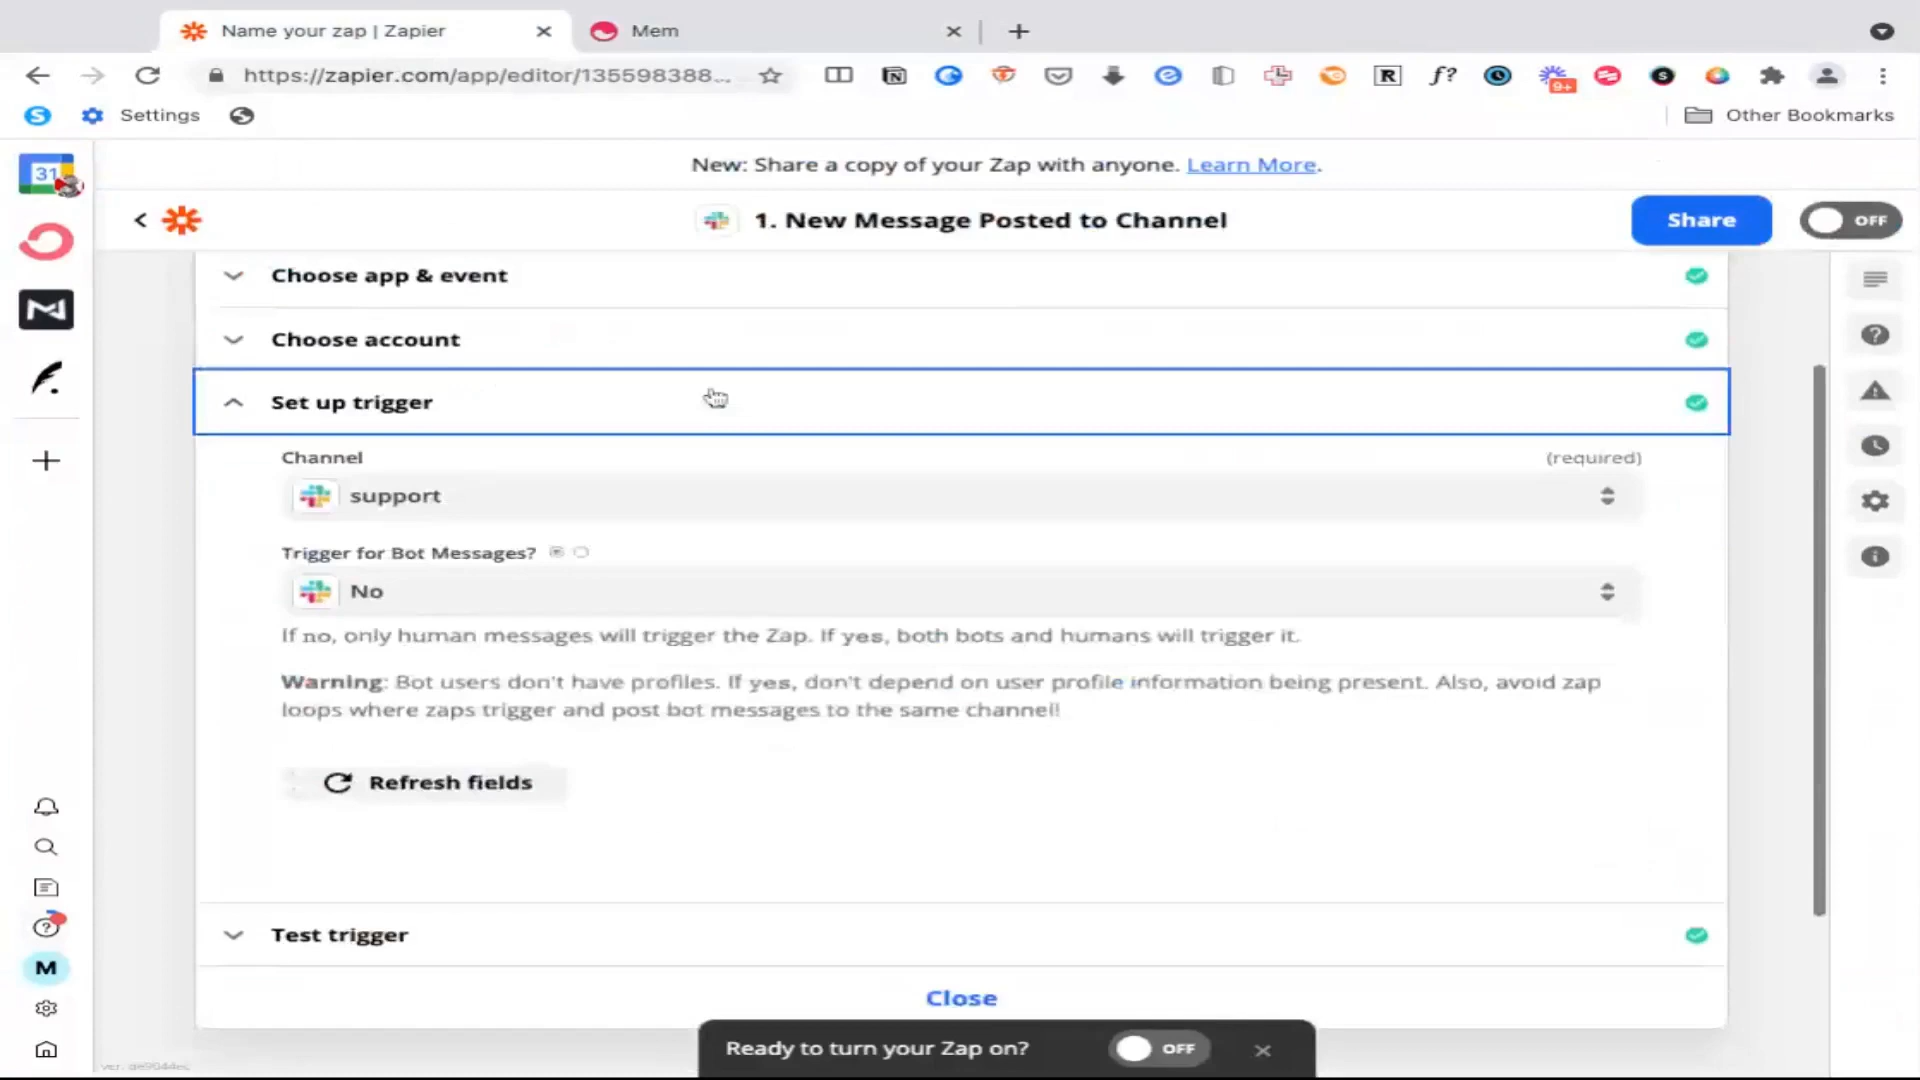 Name your zap | Zapier
Mem
https://zapier.com/app/editor/135598388...
9+
Settings
Other Bookmarks
31
New: Share a copy of your Zap with anyone. Learn More.
1. New Message Posted to Channel
Share
OFF
Choose app & event
Choose account
Set up trigger
Channel
(required)
support
Trigger for Bot Messages?
No
If no, only human messages will trigger the Zap. If yes, both bots and humans will trigger it.
Warning: Bot users don't have profiles. If yes, don't depend on user profile information being present. Also, avoid zap
loops where zaps trigger and post bot messages to the same channel!
Refresh fields
Test trigger
M
Close
Ready to turn your Zap on?
OFF